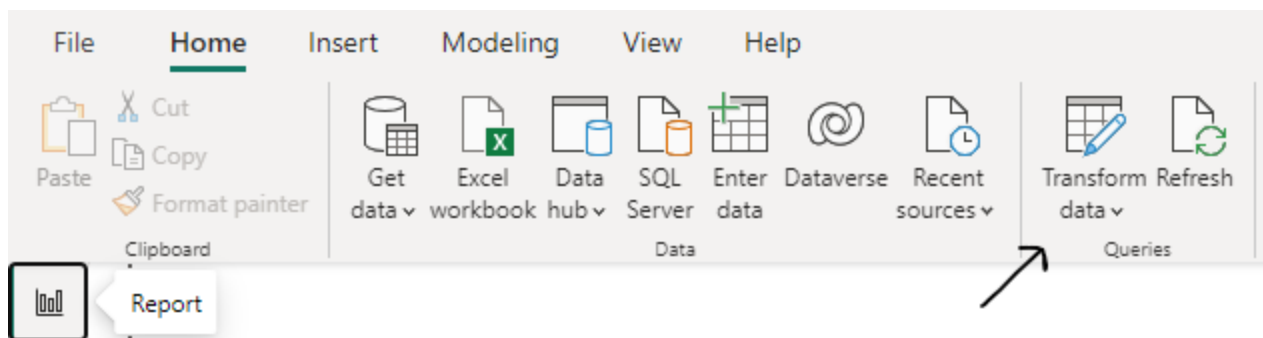 File Home Insert Modeling View Help
Cut
Copy
Format painter
Paste
Clipboard
Get data
Excel workbook
Data hub
SQL Server
Enter data
Dataverse
Recent sources
Data
Transform data
Refresh
Queries
Report